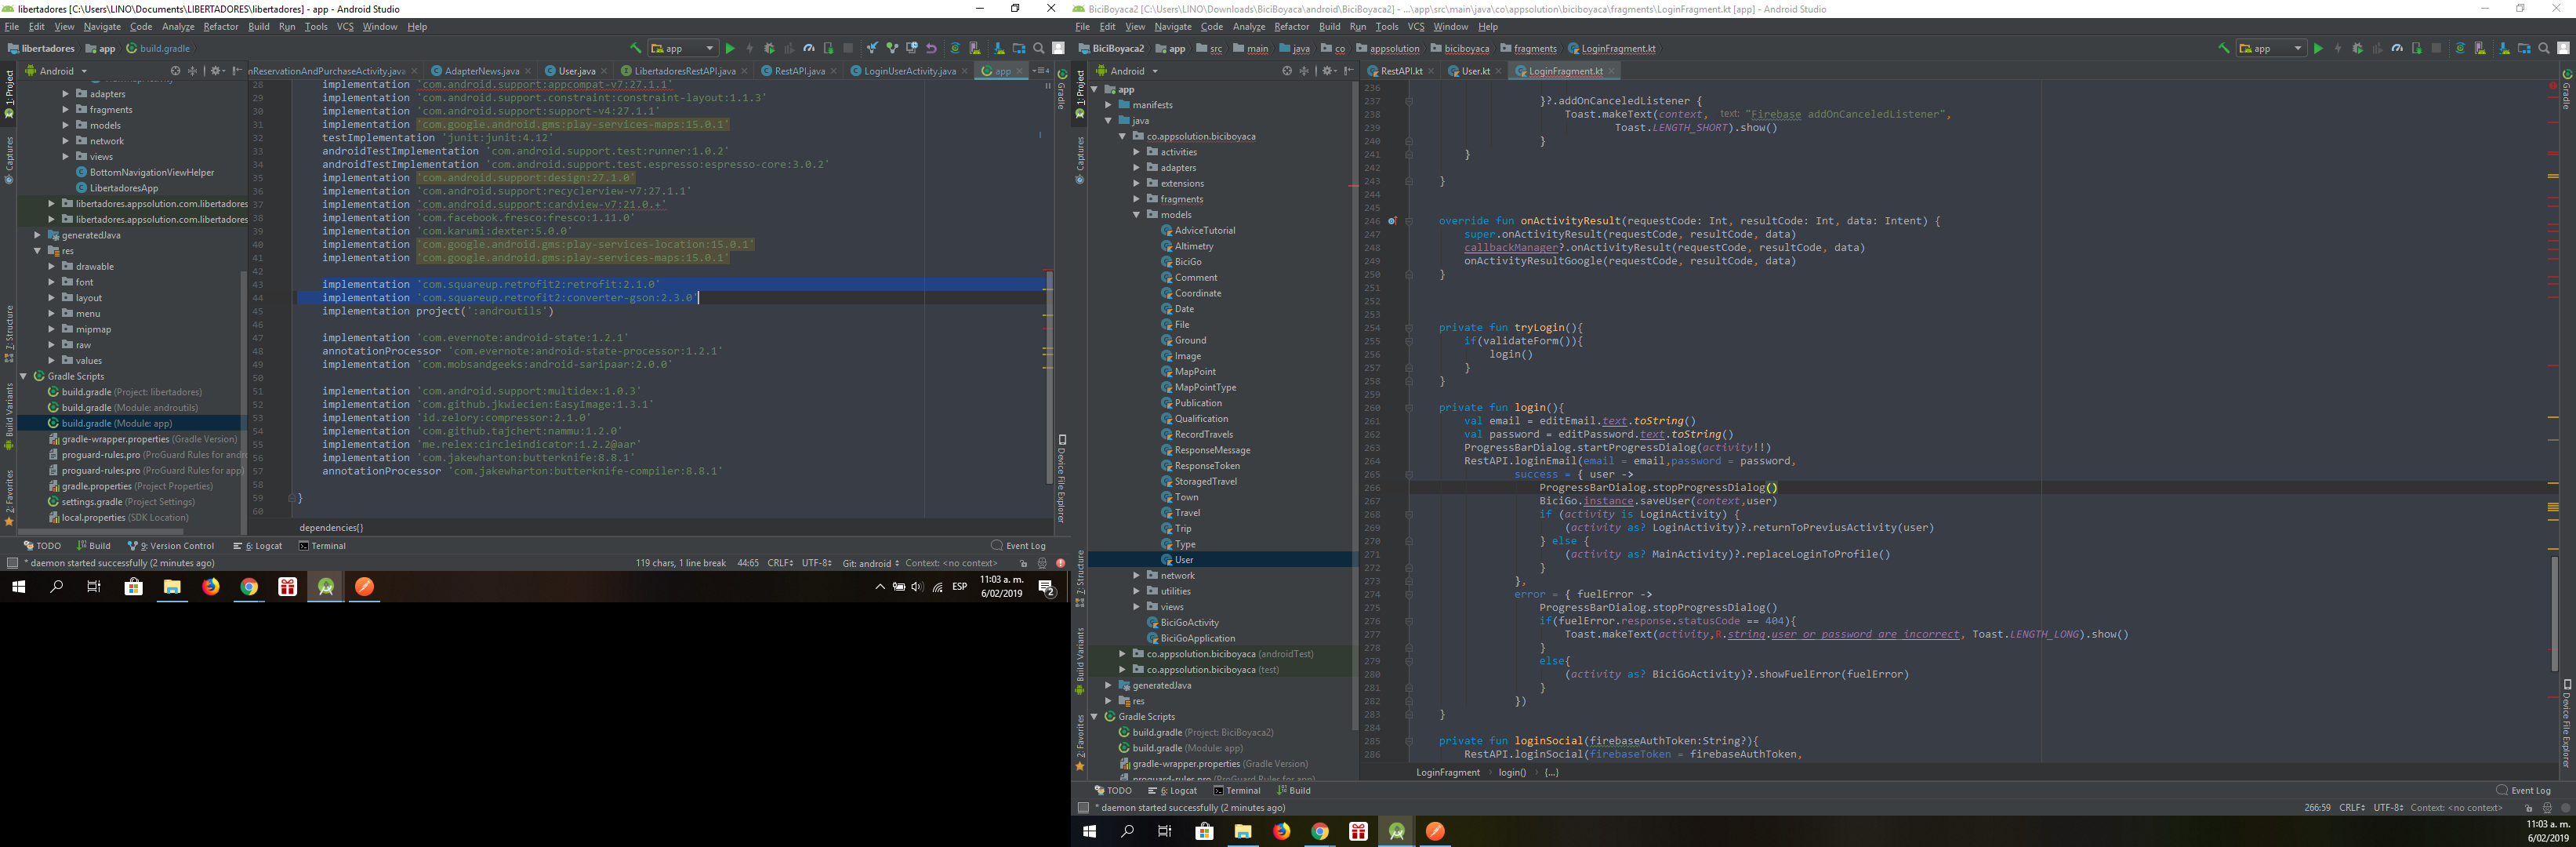 libertadores [C:\Users\LINO\Documents\LIBERTADORES\libertadores] - app - Android Studio
File Edit View Navigate Code Analyze Refactor Build Run Tools VCS Window Help
libertadores app build.gradle
app
Android
nReservationAndPurchaseActivity.java AdapterNews.java User.java LibertadoresRestAPI.java RestAPI.java LoginUserActivity.java app
1: Project
Captures
7: Structure
Build Variants
2: Favorites
adapters
fragments
models
network
views
BottomNavigationViewHelper
LibertadoresApp
libertadores.appsolution.com.libertadores
libertadores.appsolution.com.libertadores
generatedJava
res
drawable
font
layout
menu
mipmap
raw
values
Gradle Scripts
build.gradle (Project: libertadores)
build.gradle (Module: androutils)
build.gradle (Module: app)
gradle-wrapper.properties (Gradle Version)
proguard-rules.pro (ProGuard Rules for andr
proguard-rules.pro (ProGuard Rules for app)
gradle.properties (Project Properties)
settings.gradle (Project Settings)
local.properties (SDK Location)
28 implementation 'com.android.support:appcompat-v7:27.1.1'
29 implementation 'com.android.support.constraint:constraint-layout:1.1.3'
30 implementation 'com.android.support:support-v4:27.1.1'
31 implementation 'com.google.android.gms:play-services-maps:15.0.1'
32 testImplementation 'junit:junit:4.12'
33 androidTestImplementation 'com.android.support.test:runner:1.0.2'
34 androidTestImplementation 'com.android.support.test.espresso:espresso-core:3.0.2'
35 implementation 'com.android.support:design:27.1.0'
36 implementation 'com.android.support:recyclerview-v7:27.1.1'
37 implementation 'com.android.support:cardview-v7:21.0.+'
38 implementation 'com.facebook.fresco:fresco:1.11.0'
39 implementation 'com.karumi:dexter:5.0.0'
40 implementation 'com.google.android.gms:play-services-location:15.0.1'
41 implementation 'com.google.android.gms:play-services-maps:15.0.1'
42
43 implementation 'com.squareup.retrofit2:retrofit:2.1.0'
44 implementation 'com.squareup.retrofit2:converter-gson:2.3.0'
45 implementation project(':androutils')
46
47 implementation 'com.evernote:android-state:1.2.1'
48 annotationProcessor 'com.evernote:android-state-processor:1.2.1'
49 implementation 'com.mobsandgeeks:android-saripaar:2.0.0'
50
51 implementation 'com.android.support:multidex:1.0.3'
52 implementation 'com.github.jkwiecien:EasyImage:1.3.1'
53 implementation 'id.zelory:compressor:2.1.0'
54 implementation 'com.github.tajchert:nammu:1.2.0'
55 implementation 'me.relex:circleindicator:1.2.2@aar'
56 implementation 'com.jakewharton:butterknife:8.8.1'
57 annotationProcessor 'com.jakewharton:butterknife-compiler:8.8.1'
58
59 }
60
dependencies{}
Gradle
Device File Explorer
TODO Build 9: Version Control 6: Logcat Terminal Event Log
* daemon started successfully (2 minutes ago) 119 chars, 1 line break 44:65 CRLF UTF-8 Git: android Context: <no context>
ESP 11:03 a. m.
6/02/2019
2
BiciBoyaca2 [C:\Users\LINO\Downloads\BiciBoyaca\android\BiciBoyaca2] - ...\app\src\main\java\co\appsolution\biciboyaca\fragments\LoginFragment.kt [app] - Android Studio
File Edit View Navigate Code Analyze Refactor Build Run Tools VCS Window Help
BiciBoyaca2 app src main java co appsolution biciboyaca fragments LoginFragment.kt
app
Android
RestAPI.kt User.kt LoginFragment.kt
1: Project
Captures
7: Structure
Build Variants
2: Favorites
app
manifests
java
co.appsolution.biciboyaca
activities
adapters
extensions
fragments
models
AdviceTutorial
Altimetry
BiciGo
Comment
Coordinate
Date
File
Ground
Image
MapPoint
MapPointType
Publication
Qualification
RecordTravels
ResponseMessage
ResponseToken
StoragedTravel
Town
Travel
Trip
Type
User
network
utilities
views
BiciGoActivity
BiciGoApplication
co.appsolution.biciboyaca (androidTest)
co.appsolution.biciboyaca (test)
generatedJava
res
Gradle Scripts
build.gradle (Project: BiciBoyaca2)
build.gradle (Module: app)
gradle-wrapper.properties (Gradle Version)
proguard-rules.pro (ProGuard Rules for app)
236
237 }?.addOnCanceledListener {
238 Toast.makeText(context, text: "Firebase addOnCanceledListener",
239 Toast.LENGTH_SHORT).show()
240 }
241 }
242
243 }
244
245
246 override fun onActivityResult(requestCode: Int, resultCode: Int, data: Intent) {
247 super.onActivityResult(requestCode, resultCode, data)
248 callbackManager?.onActivityResult(requestCode, resultCode, data)
249 onActivityResultGoogle(requestCode, resultCode, data)
250 }
251
252
253
254 private fun tryLogin(){
255 if(validateForm()){
256 login()
257 }
258 }
259
260 private fun login(){
261 val email = editEmail.text.toString()
262 val password = editPassword.text.toString()
263 ProgressBarDialog.startProgressDialog(activity!!)
264 RestAPI.loginEmail(email = email,password = password,
265 success = { user ->
266 ProgressBarDialog.stopProgressDialog()
267 BiciGo.instance.saveUser(context,user)
268 if (activity is LoginActivity) {
269 (activity as? LoginActivity)?.returnToPreviusActivity(user)
270 } else {
271 (activity as? MainActivity)?.replaceLoginToProfile()
272 }
273 },
274 error = { fuelError ->
275 ProgressBarDialog.stopProgressDialog()
276 if(fuelError.response.statusCode == 404){
277 Toast.makeText(activity,R.string.user_or_password_are_incorrect, Toast.LENGTH_LONG).show()
278 }
279 else{
280 (activity as? BiciGoActivity)?.showFuelError(fuelError)
281 }
282 })
283 }
284
285 private fun loginSocial(firebaseAuthToken:String?){
286 RestAPI.loginSocial(firebaseToken = firebaseAuthToken,
LoginFragment login() {...}
Gradle
Device File Explorer
TODO 6: Logcat Terminal Build Event Log
* daemon started successfully (2 minutes ago) 266:59 CRLF UTF-8 Context: <no context>
11:03 a. m.
6/02/2019